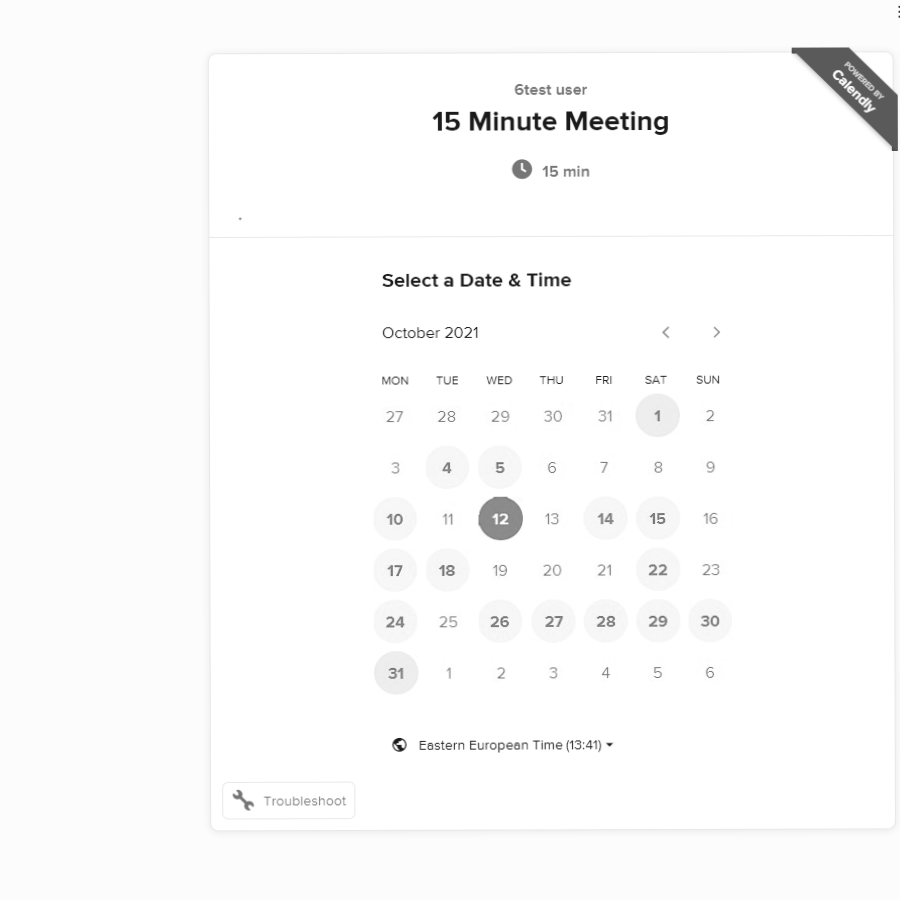 POWERED BY
Calendly
6test user
15 Minute Meeting
15 min
.
Select a Date & Time
October 2021
MON TUE WED THU FRI SAT SUN
27 28 29 30 31 1 2
3 4 5 6 7 8 9
10 11 12 13 14 15 16
17 18 19 20 21 22 23
24 25 26 27 28 29 30
31 1 2 3 4 5 6
Eastern European Time (13:41)
Troubleshoot